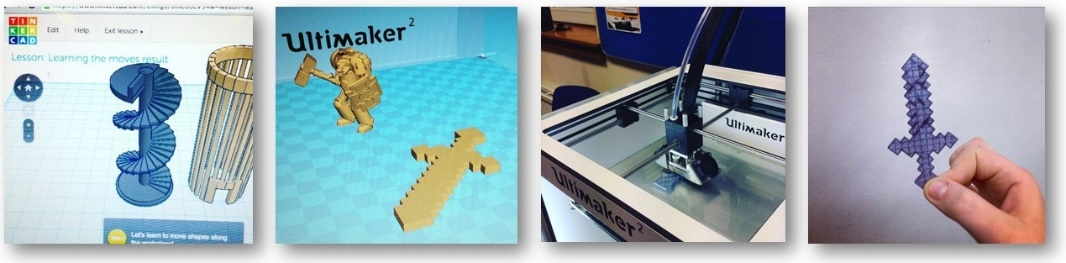 TIN
KER
CAD
Edit Help Exit lesson
Lesson: Learning the moves result
Let's learn to move shapes along
Ultimaker²
Ultimaker
Ultimaker²